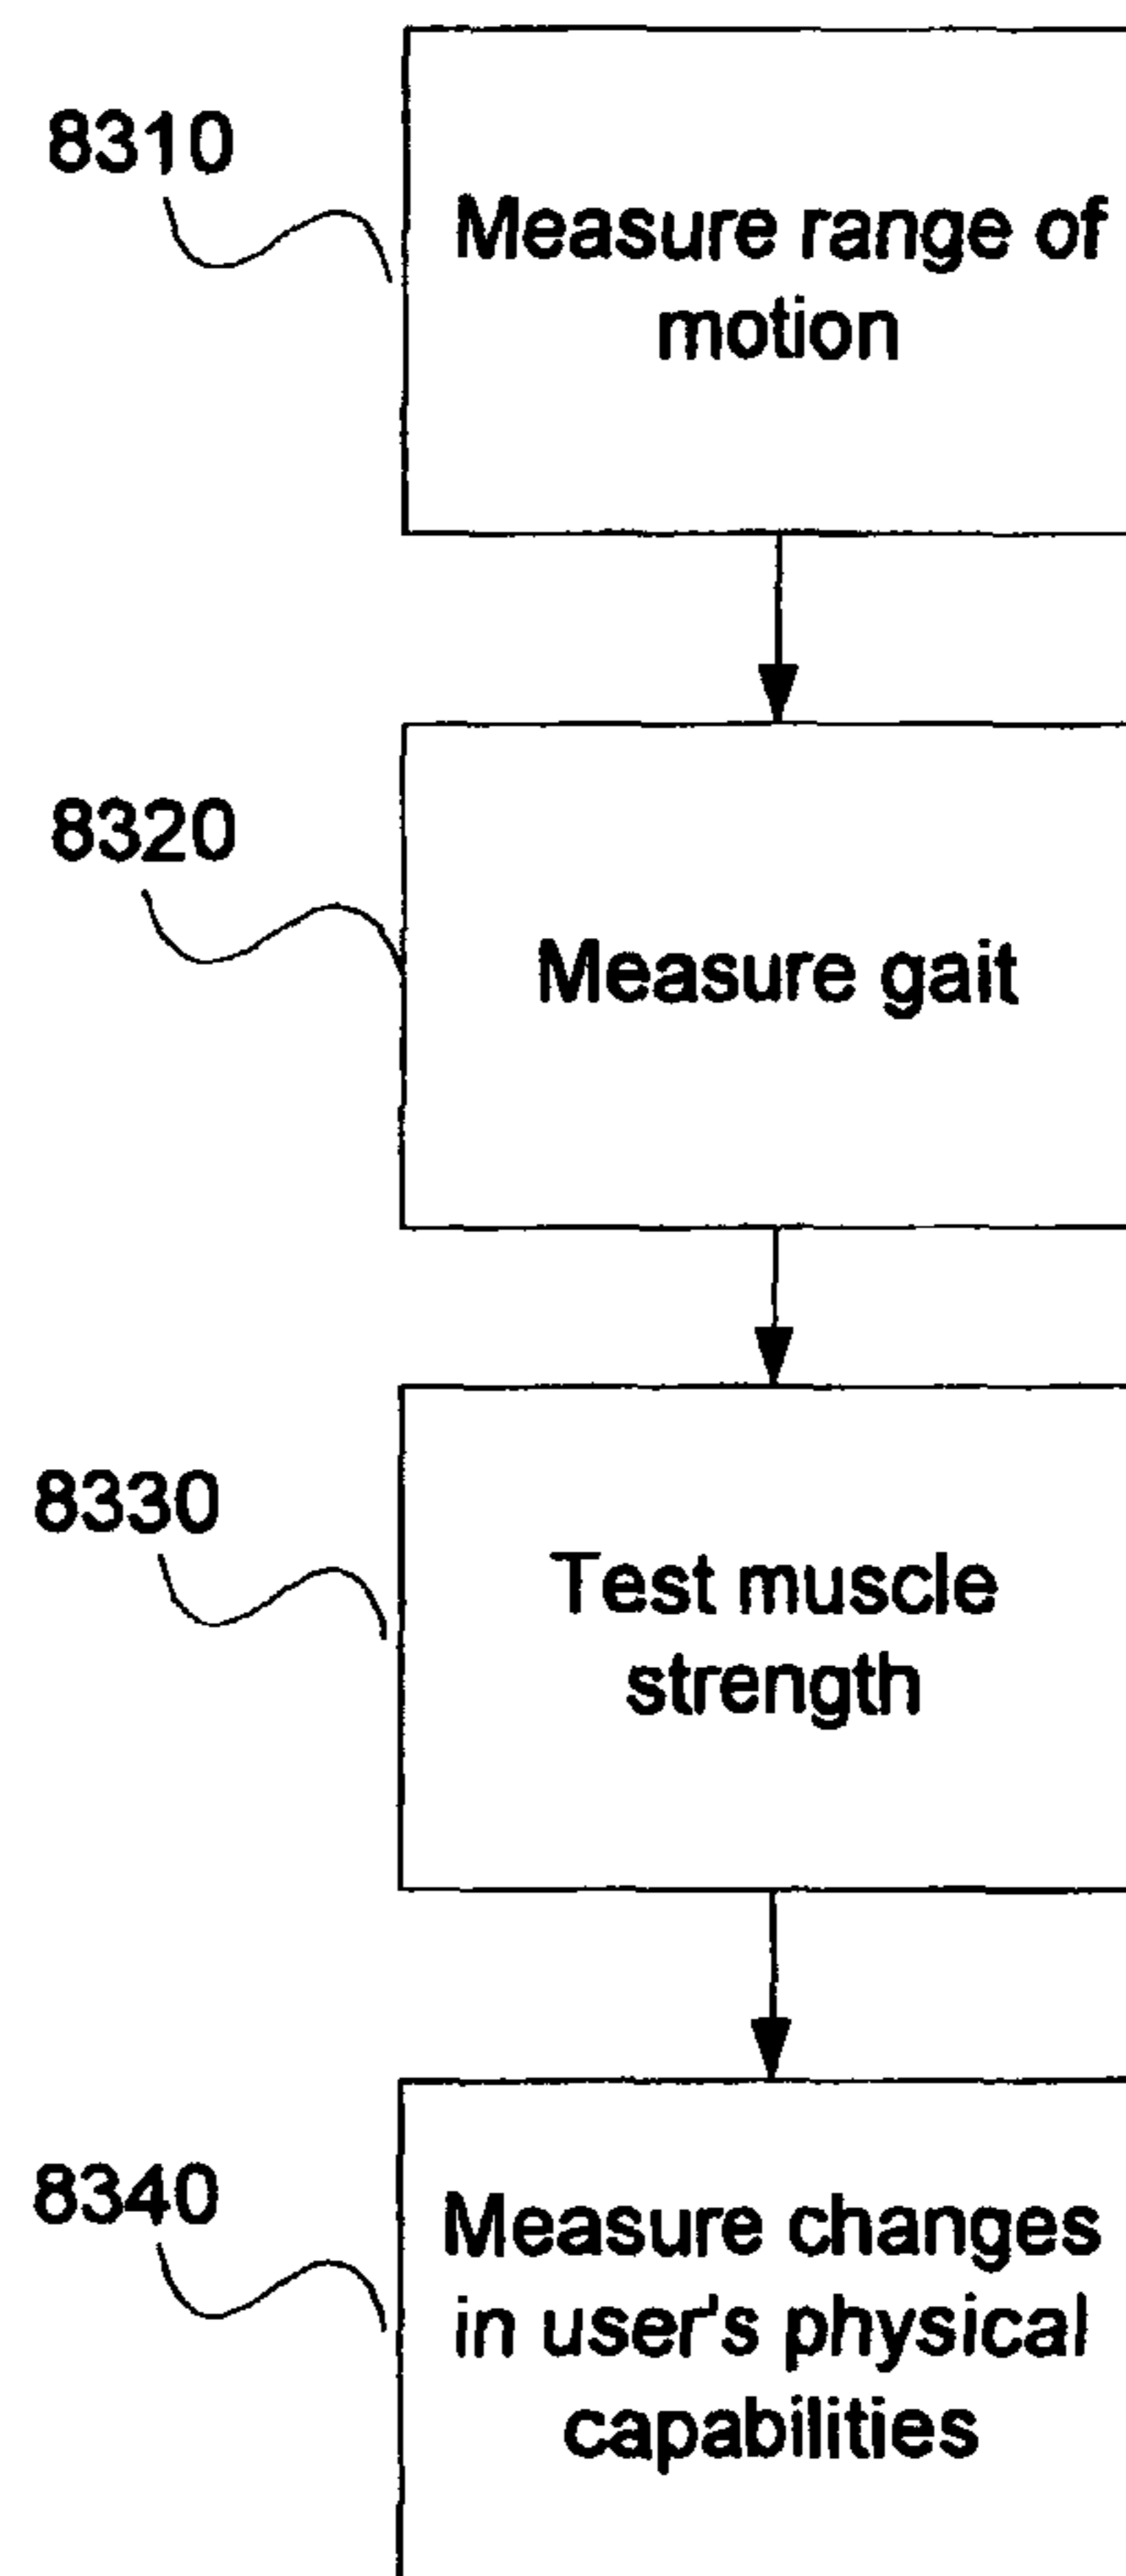 8310
Measure range of
motion
8320
Measure gait
8330
Test muscle
strength
8340
Measure changes
in user's physical
capabilities